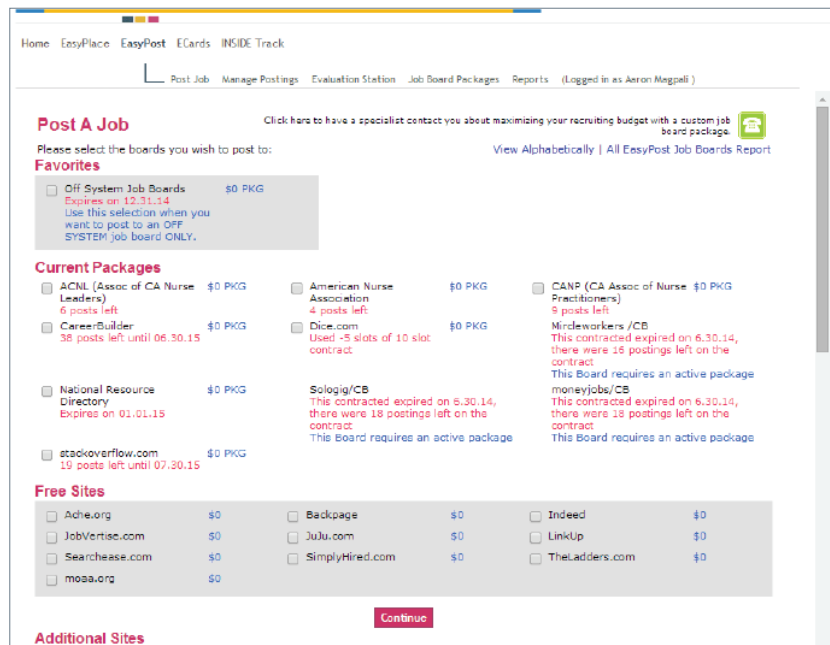 Home EasyPlace EasyPost ECards INSIDE Track
Post Job Manage Postings Evaluation Station Job Board Packages Reports (Logged in as Aaron Magpali )
Post A Job
Click here to have a specialist contact you about maximizing your recruiting budget with a custom job
board package.
Please select the boards you wish to post to:
View Alphabetically | All EasyPost Job Boards Report
Favorites
Off System Job Boards $0 PKG
Expires on 12.31.14
Use this selection when you
want to post to an OFF
SYSTEM job board ONLY.
Current Packages
ACNL (Assoc of CA Nurse $0 PKG
Leaders)
6 posts left
American Nurse $0 PKG
Association
4 posts left
CANP (CA Assoc of Nurse $0 PKG
Practitioners)
9 posts left
CareerBuilder $0 PKG
38 posts left until 06.30.15
Dice.com $0 PKG
Used -5 slots of 10 slot
contract
Mircleworkers /CB
This contracted expired on 6.30.14,
there were 16 postings left on the
contract
This Board requires an active package
National Resource $0 PKG
Directory
Expires on 01.01.15
Sologig/CB
This contracted expired on 6.30.14,
there were 18 postings left on the
contract
This Board requires an active package
moneyjobs/CB
This contracted expired on 6.30.14,
there were 18 postings left on the
contract
This Board requires an active package
stackoverflow.com $0 PKG
19 posts left until 07.30.15
Free Sites
Ache.org $0 Backpage $0 Indeed $0
JobVertise.com $0 JuJu.com $0 LinkUp $0
Searchease.com $0 SimplyHired.com $0 TheLadders.com $0
moaa.org $0
Continue
Additional Sites